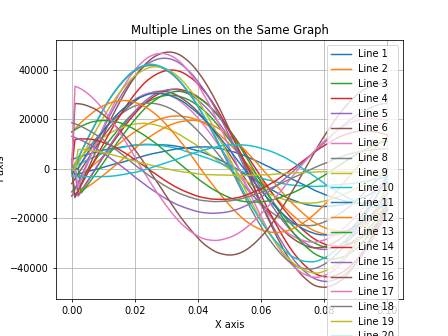 Multiple Lines on the Same Graph
40000
20000
0
−20000
−40000
0.00
0.02
0.04
0.06
X axis
Line 1
Line 2
Line 3
Line 4
Line 5
Line 6
Line 7
Line 8
Line 9
Line 10
Line 11
Line 12
Line 13
Line 14
Line 15
Line 16
Line 17
Line 18
Line 19